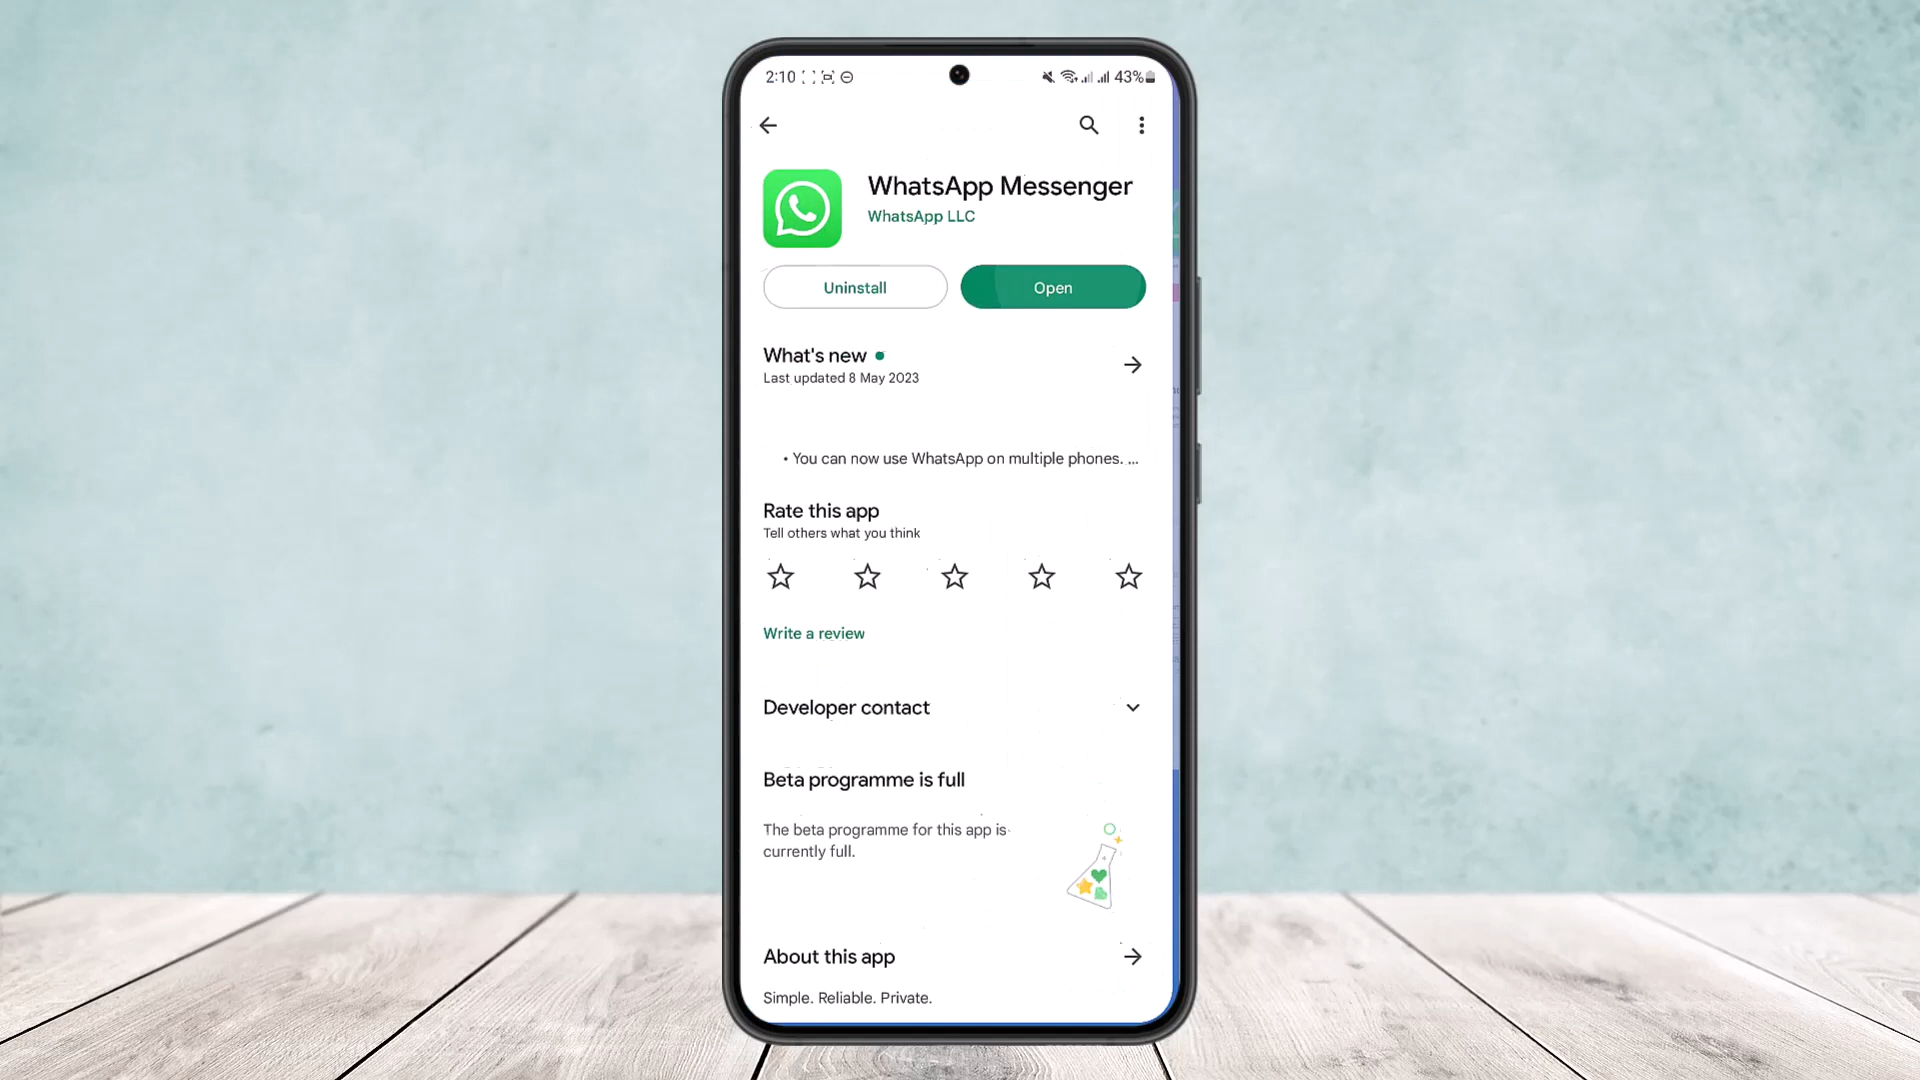 2:10 43%
WhatsApp Messenger
WhatsApp LLC
Uninstall Open
What's new
Last updated 8 May 2023
• You can now use WhatsApp on multiple phones. ...
Rate this app
Tell others what you think
Write a review
Developer contact
Beta programme is full
The beta programme for this app is
currently full.
About this app
Simple. Reliable. Private.